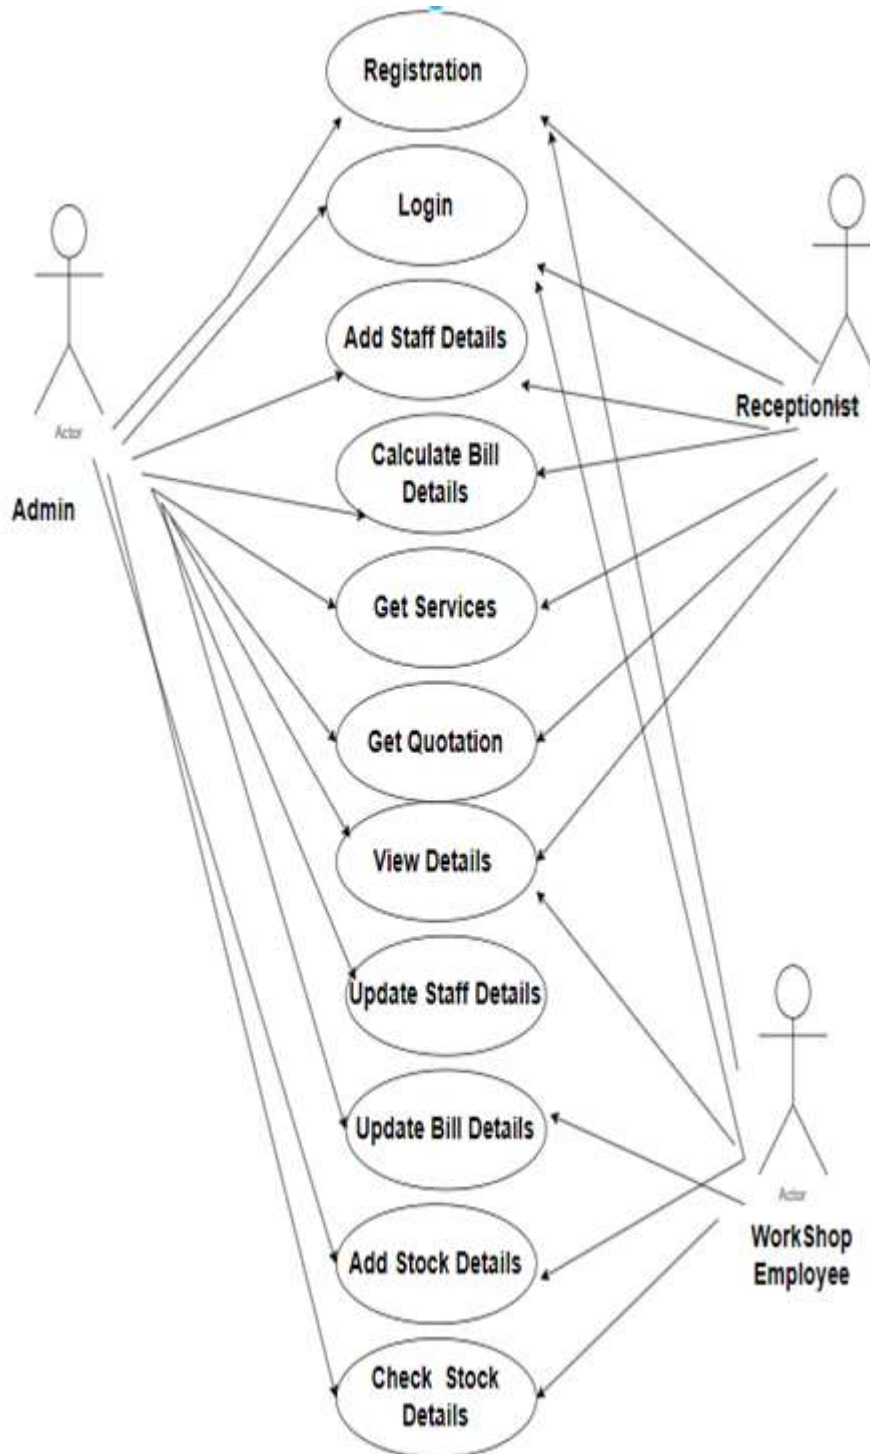 Registration
Login
Add Staff Details
Calculate Bill
Details
Get Services
Get Quotation
View Details
Update Staff Details
Update Bill Details
Add Stock Details
Check Stock
Details
Actor
Admin
Receptionist
Actor
WorkShop
Employee